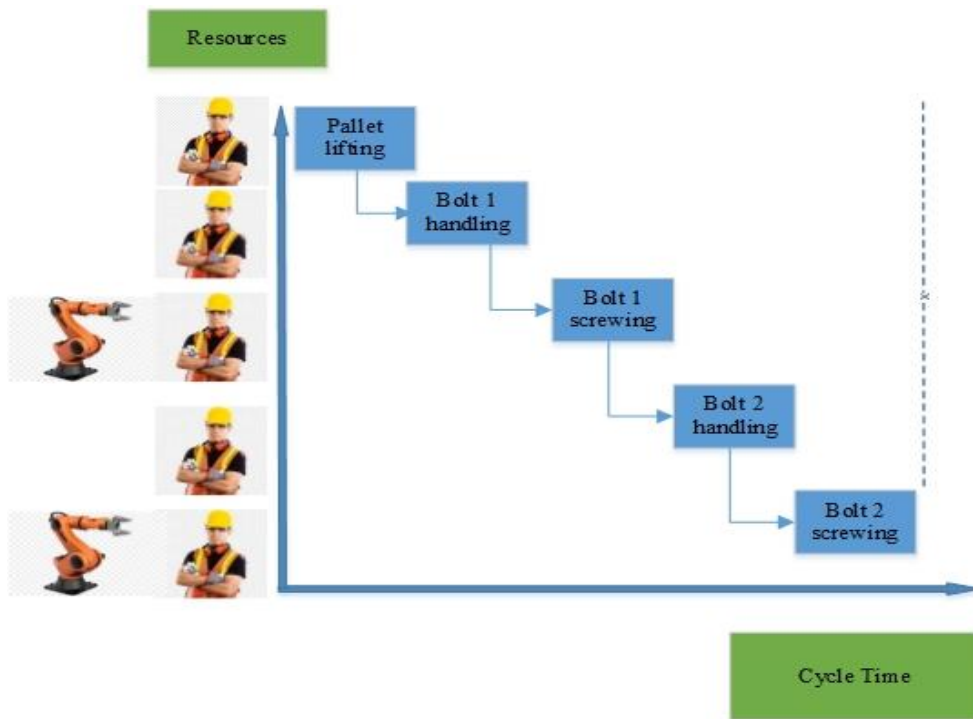 Resources
Pallet
lifting
Bolt 1
handling
Bolt 1
screwing
Bolt 2
handling
Bolt 2
screwing
Cycle Time